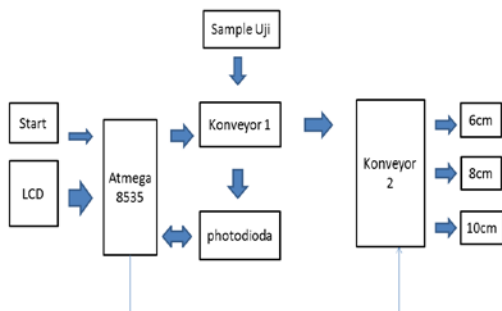 Sample Uji
Start
LCD
Atmega
8535
Konveyor 1
photodioda
Konveyor
2
6cm
8cm
10cm